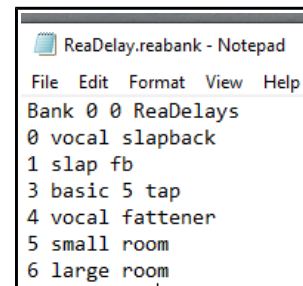 ReaDelay.reabank - Notepad
File Edit Format View Help
Bank 0 0 ReaDelays
0 vocal slapback
1 slap fb
3 basic 5 tap
4 vocal fattener
5 small room
6 large room